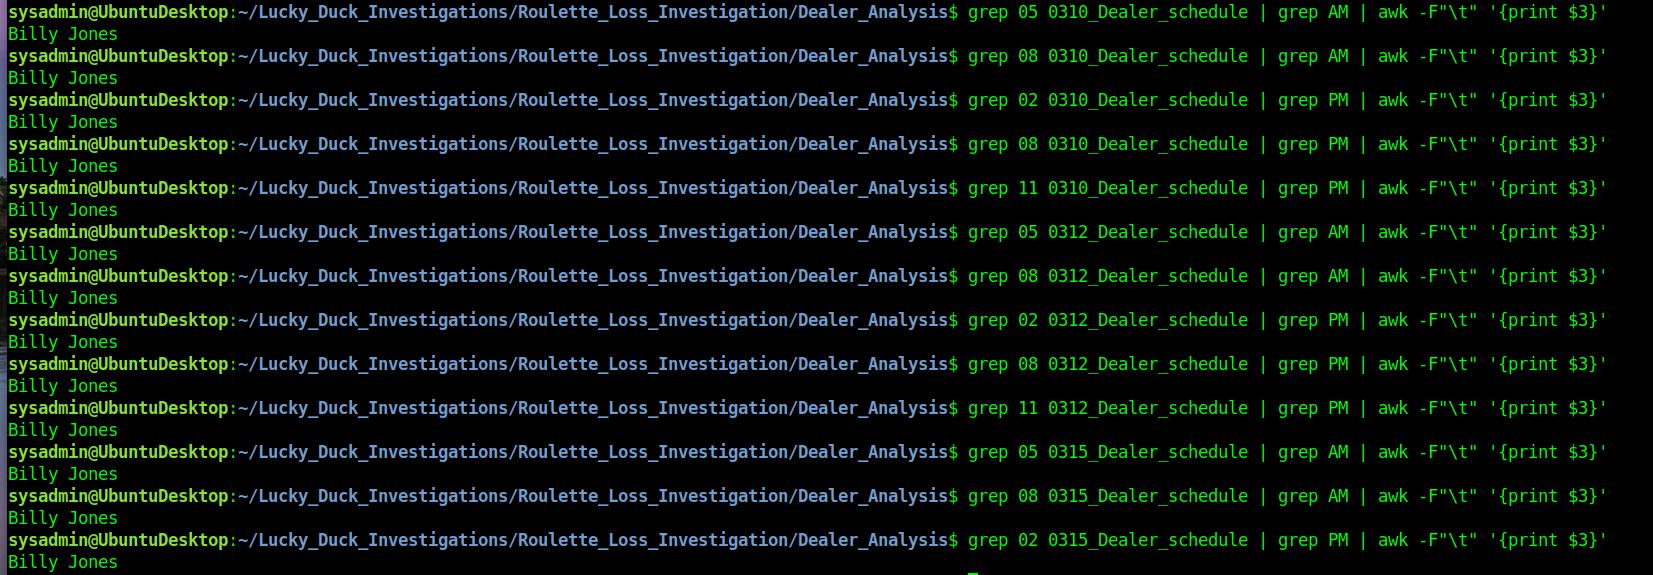 sysadmin@UbuntuDesktop:~/Lucky_Duck_Investigations/Roulette_Loss_Investigation/Dealer_Analysis$ grep 05 0310_Dealer_schedule | grep AM | awk -F"\t" '{print $3}'
Billy Jones
sysadmin@UbuntuDesktop:~/Lucky_Duck_Investigations/Roulette_Loss_Investigation/Dealer_Analysis$ grep 08 0310_Dealer_schedule | grep AM | awk -F"\t" '{print $3}'
Billy Jones
sysadmin@UbuntuDesktop:~/Lucky_Duck_Investigations/Roulette_Loss_Investigation/Dealer_Analysis$ grep 02 0310_Dealer_schedule | grep PM | awk -F"\t" '{print $3}'
Billy Jones
sysadmin@UbuntuDesktop:~/Lucky_Duck_Investigations/Roulette_Loss_Investigation/Dealer_Analysis$ grep 08 0310_Dealer_schedule | grep PM | awk -F"\t" '{print $3}'
Billy Jones
sysadmin@UbuntuDesktop:~/Lucky_Duck_Investigations/Roulette_Loss_Investigation/Dealer_Analysis$ grep 11 0310_Dealer_schedule | grep PM | awk -F"\t" '{print $3}'
Billy Jones
sysadmin@UbuntuDesktop:~/Lucky_Duck_Investigations/Roulette_Loss_Investigation/Dealer_Analysis$ grep 05 0312_Dealer_schedule | grep AM | awk -F"\t" '{print $3}'
Billy Jones
sysadmin@UbuntuDesktop:~/Lucky_Duck_Investigations/Roulette_Loss_Investigation/Dealer_Analysis$ grep 08 0312_Dealer_schedule | grep AM | awk -F"\t" '{print $3}'
Billy Jones
sysadmin@UbuntuDesktop:~/Lucky_Duck_Investigations/Roulette_Loss_Investigation/Dealer_Analysis$ grep 02 0312_Dealer_schedule | grep PM | awk -F"\t" '{print $3}'
Billy Jones
sysadmin@UbuntuDesktop:~/Lucky_Duck_Investigations/Roulette_Loss_Investigation/Dealer_Analysis$ grep 08 0312_Dealer_schedule | grep PM | awk -F"\t" '{print $3}'
Billy Jones
sysadmin@UbuntuDesktop:~/Lucky_Duck_Investigations/Roulette_Loss_Investigation/Dealer_Analysis$ grep 11 0312_Dealer_schedule | grep PM | awk -F"\t" '{print $3}'
Billy Jones
sysadmin@UbuntuDesktop:~/Lucky_Duck_Investigations/Roulette_Loss_Investigation/Dealer_Analysis$ grep 05 0315_Dealer_schedule | grep AM | awk -F"\t" '{print $3}'
Billy Jones
sysadmin@UbuntuDesktop:~/Lucky_Duck_Investigations/Roulette_Loss_Investigation/Dealer_Analysis$ grep 08 0315_Dealer_schedule | grep AM | awk -F"\t" '{print $3}'
Billy Jones
sysadmin@UbuntuDesktop:~/Lucky_Duck_Investigations/Roulette_Loss_Investigation/Dealer_Analysis$ grep 02 0315_Dealer_schedule | grep PM | awk -F"\t" '{print $3}'
Billy Jones